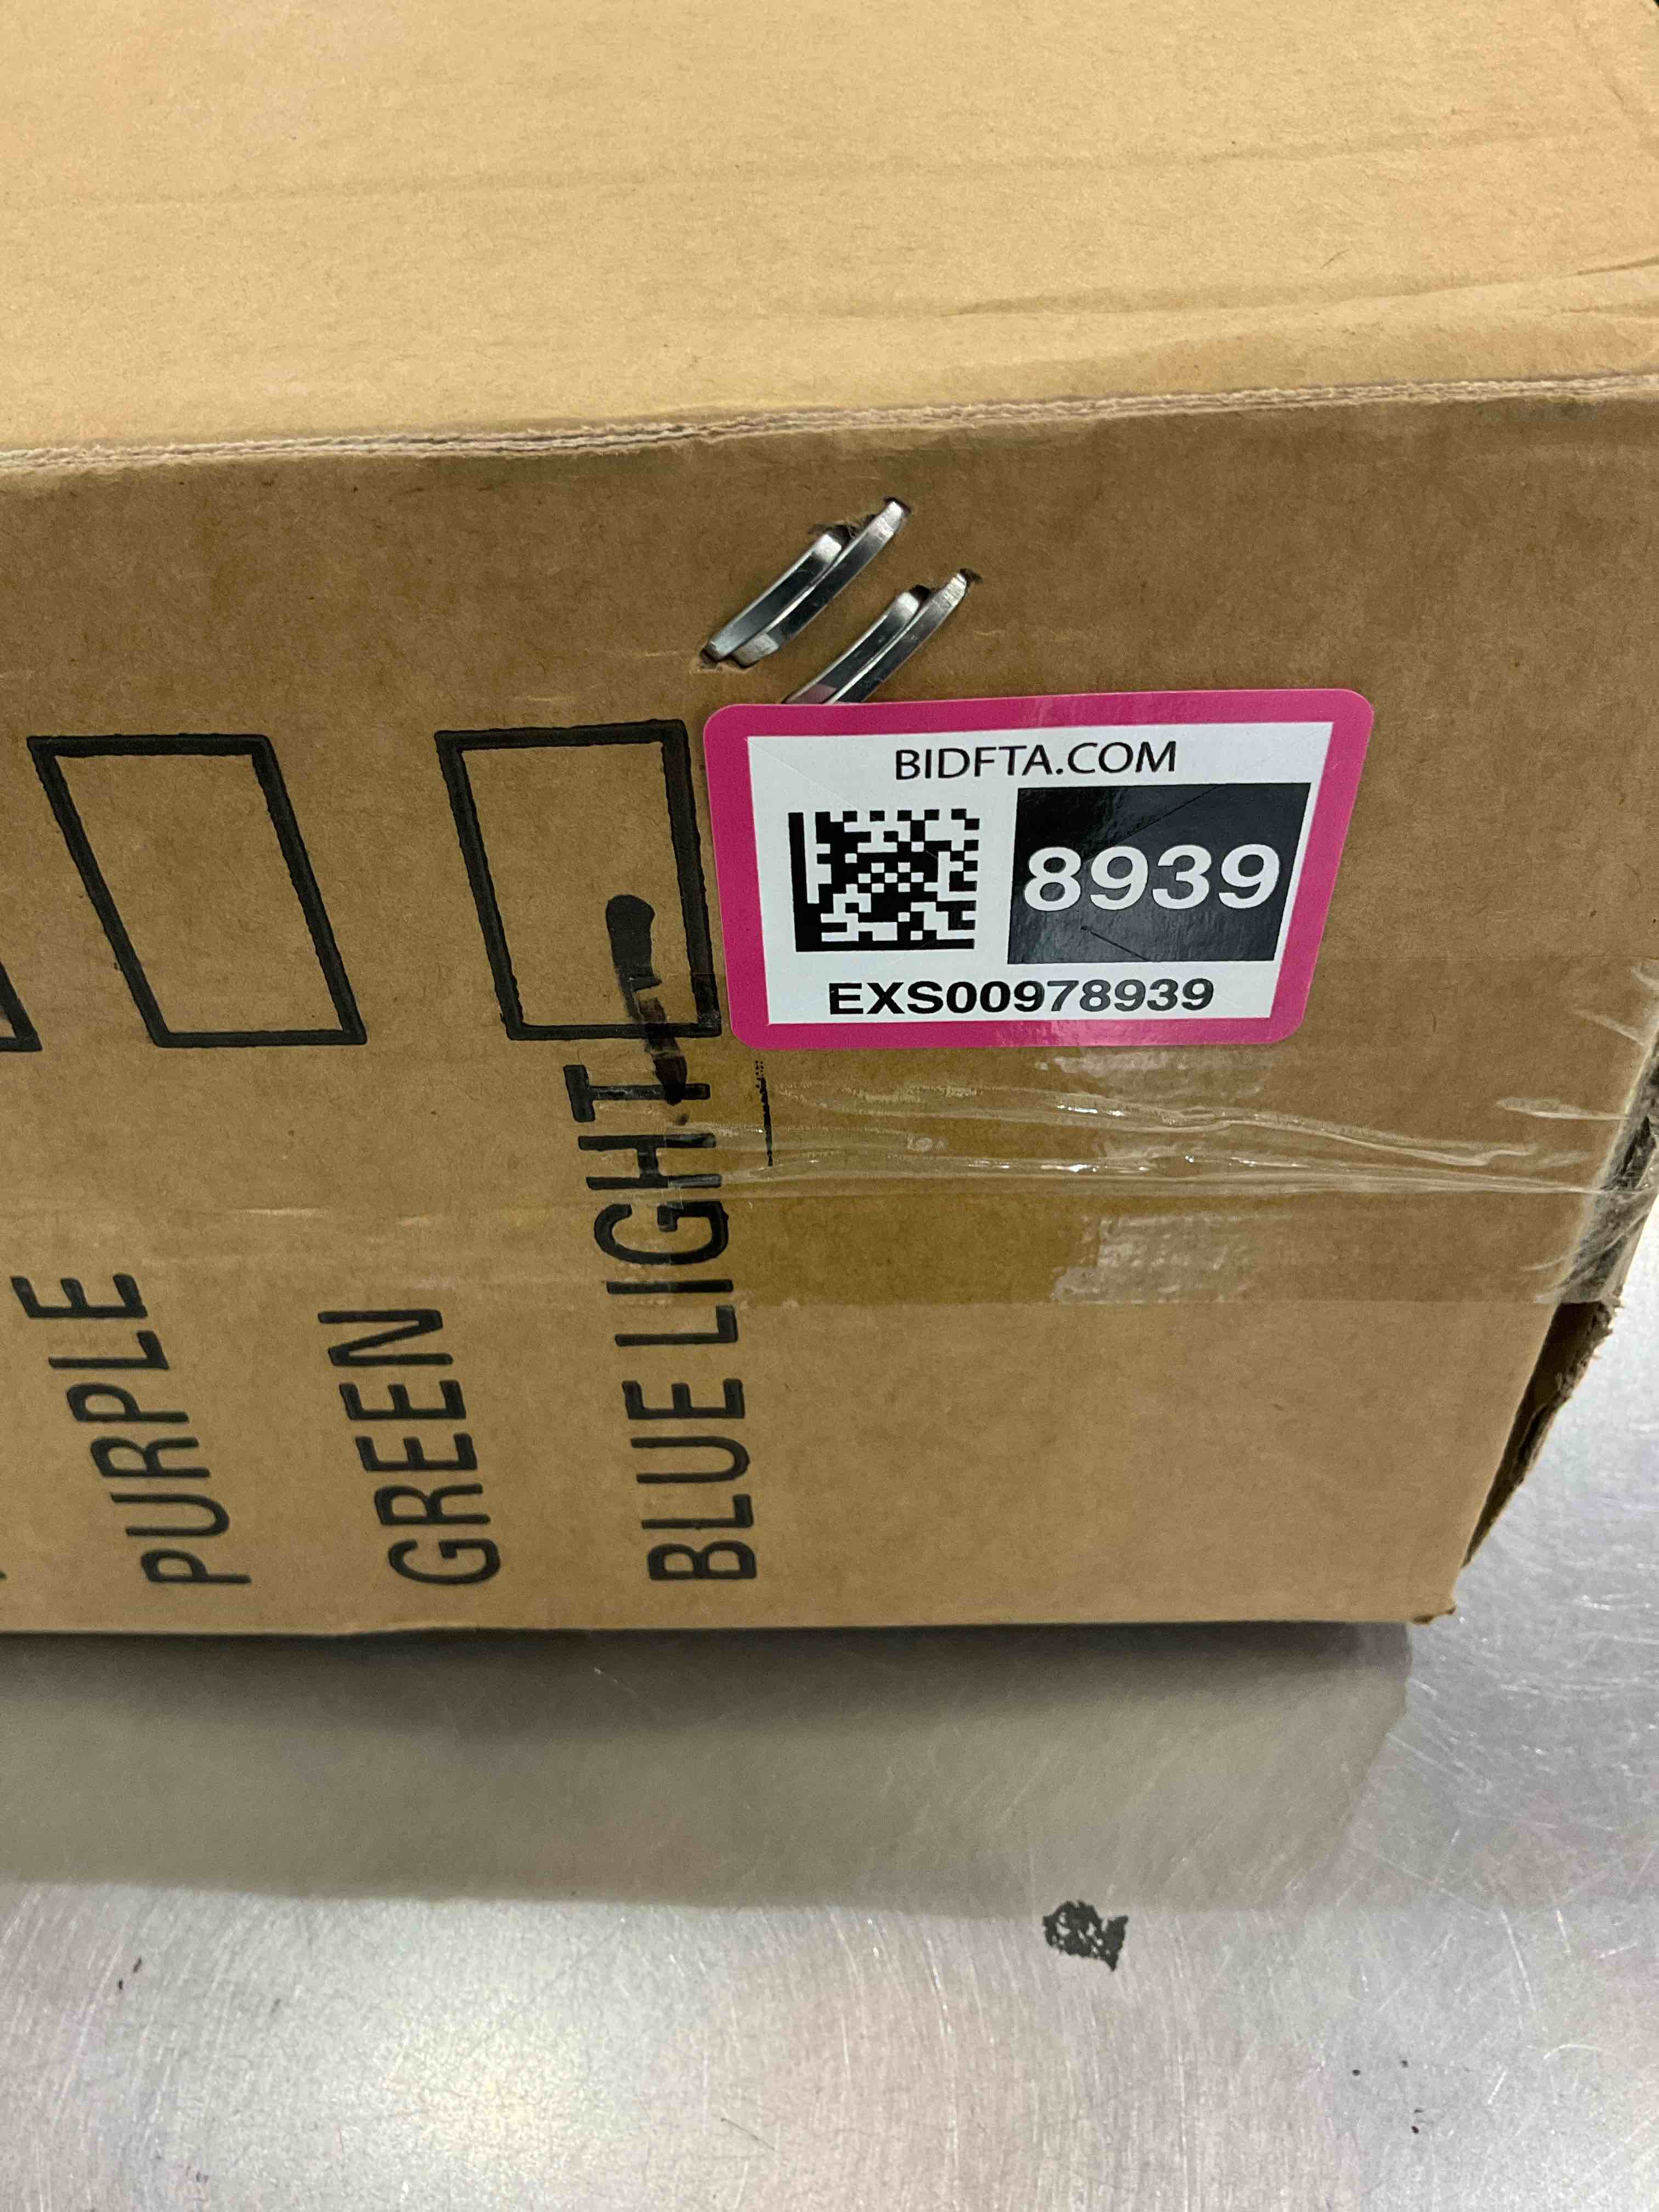 BIDFTA.COM
8939
EXS00978939
PURPLE
GREEN
BLUE LIGHT